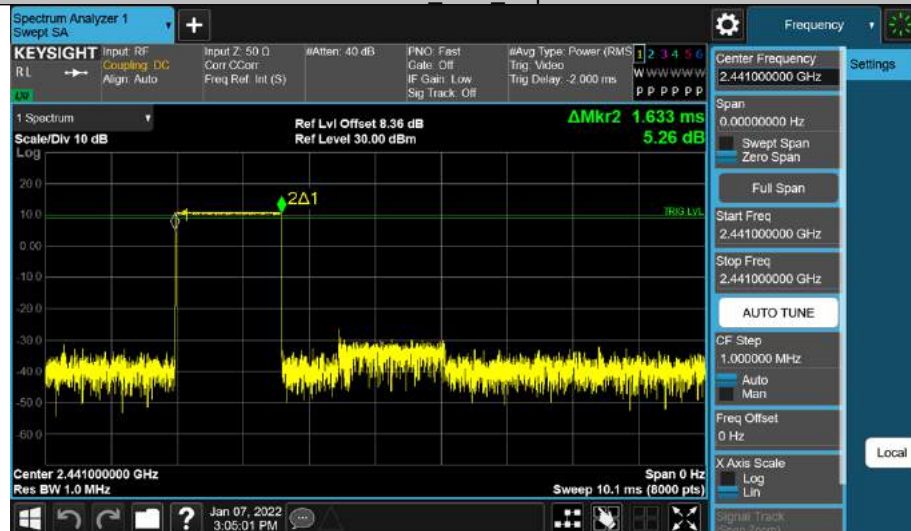 Spectrum Analyzer 1
Swept SA
Frequency
KEYSIGHT
RL
Input: RF
Coupling: DC
Align: Auto
Input Z: 50 Ω
Corr CCorr
Freq Ref: Int (S)
#Atten: 40 dB
PNO: Fast
Gate: Off
IF Gain: Low
Sig Track: Off
#Avg Type: Power (RMS
Trig: Video
Trig Delay: -2.000 ms
1 2 3 4 5 6
W W W W W W
P P P P P P
1 Spectrum
Scale/Div 10 dB
Log
Ref Lvl Offset 8.36 dB
Ref Level 30.00 dBm
ΔMkr2 1.633 ms
5.26 dB
20.0
10.0
0.00
-10.0
-20.0
-30.0
-40.0
-50.0
-60.0
2Δ1
TRIG LVL
Center 2.441000000 GHz
Res BW 1.0 MHz
Span 0 Hz
Sweep 10.1 ms (8000 pts)
Jan 07, 2022
3:05:01 PM
Center Frequency
2.441000000 GHz
Span
0.00000000 Hz
Swept Span
Zero Span
Full Span
Start Freq
2.441000000 GHz
Stop Freq
2.441000000 GHz
AUTO TUNE
CF Step
1.000000 MHz
Auto
Man
Freq Offset
0 Hz
X Axis Scale
Log
Lin
Signal Track
(Span Zoom)
Settings
Local